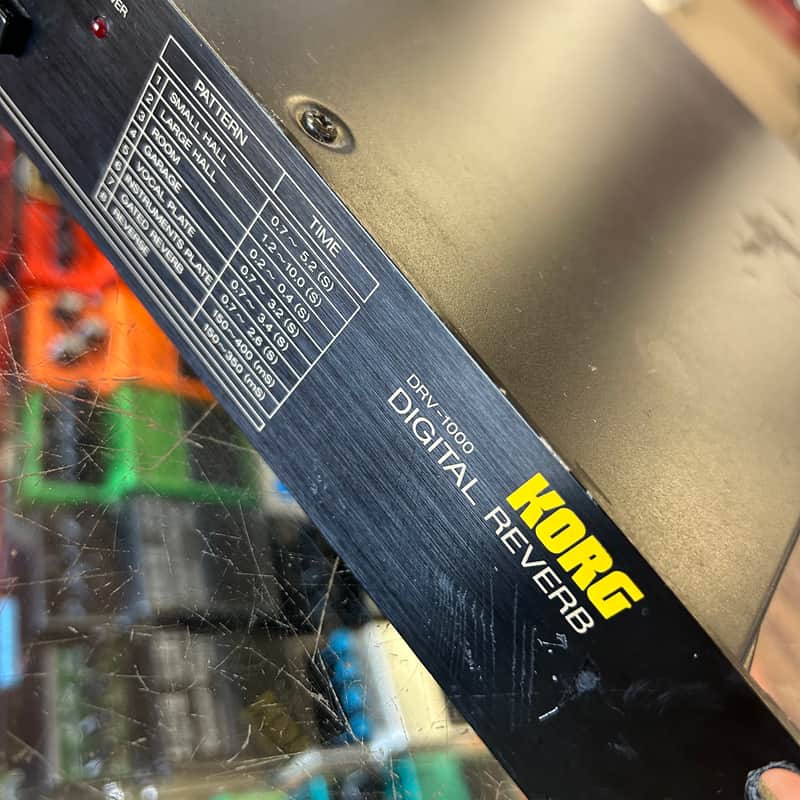 PATTERN TIME
1 SMALL HALL 0.7 ~ 5.2 (S)
2 LARGE HALL 1.2 ~ 10.0 (S)
3 ROOM 0.2 ~ 0.4 (S)
4 GARAGE 0.7 ~ 3.2 (S)
5 VOCAL PLATE 0.7 ~ 3.4 (S)
6 INSTRUMENTS PLATE 0.7 ~ 2.6 (S)
7 GATED REVERB 150 ~ 400 (mS)
8 REVERSE 150 ~ 350 (mS)
KORG
DRV-1000
DIGITAL REVERB